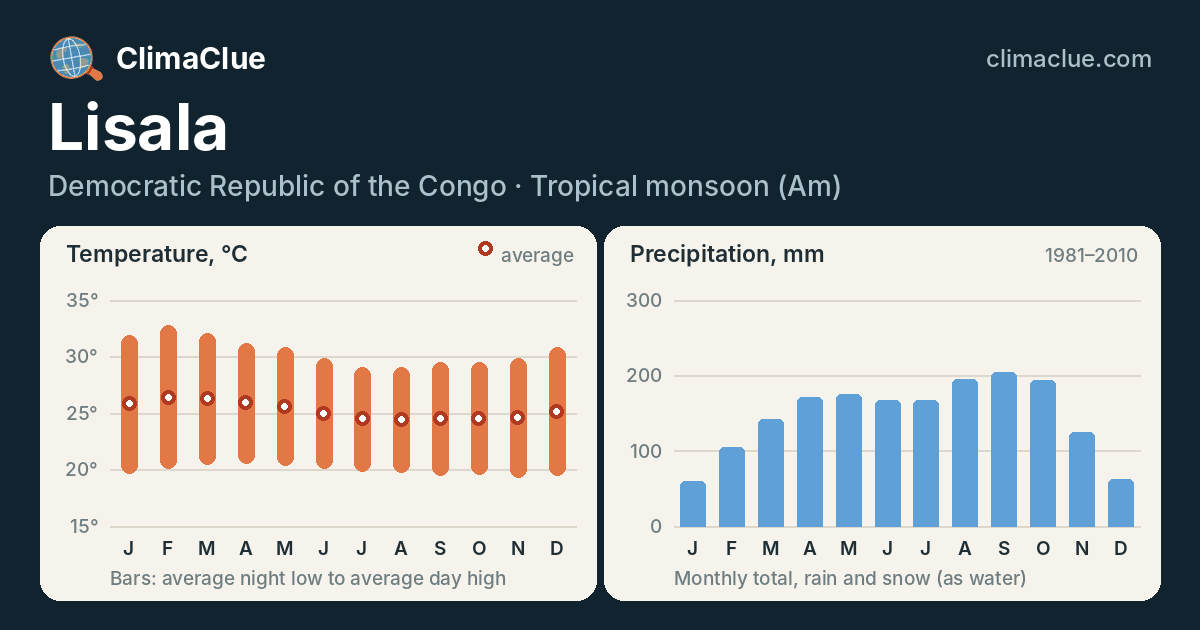 ClimaClue
climaclue.com
Lisala
Democratic Republic of the Congo · Tropical monsoon (Am)
Temperature, °C
average
35°
30°
25°
20°
15°
J F M A M J J A S O N D
Bars: average night low to average day high
Precipitation, mm
1981–2010
300
200
100
0
J F M A M J J A S O N D
Monthly total, rain and snow (as water)